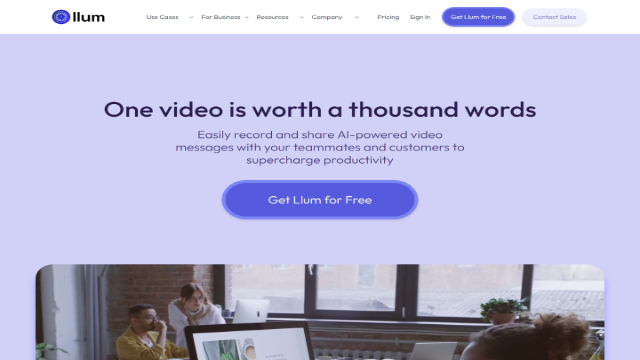 llum
Use Cases
For Business
Resources
Company
Pricing
Sign In
Get Llum for Free
Contact Sales
One video is worth a thousand words
Easily record and share AI-powered video
messages with your teammates and customers to
supercharge productivity
Get Llum for Free